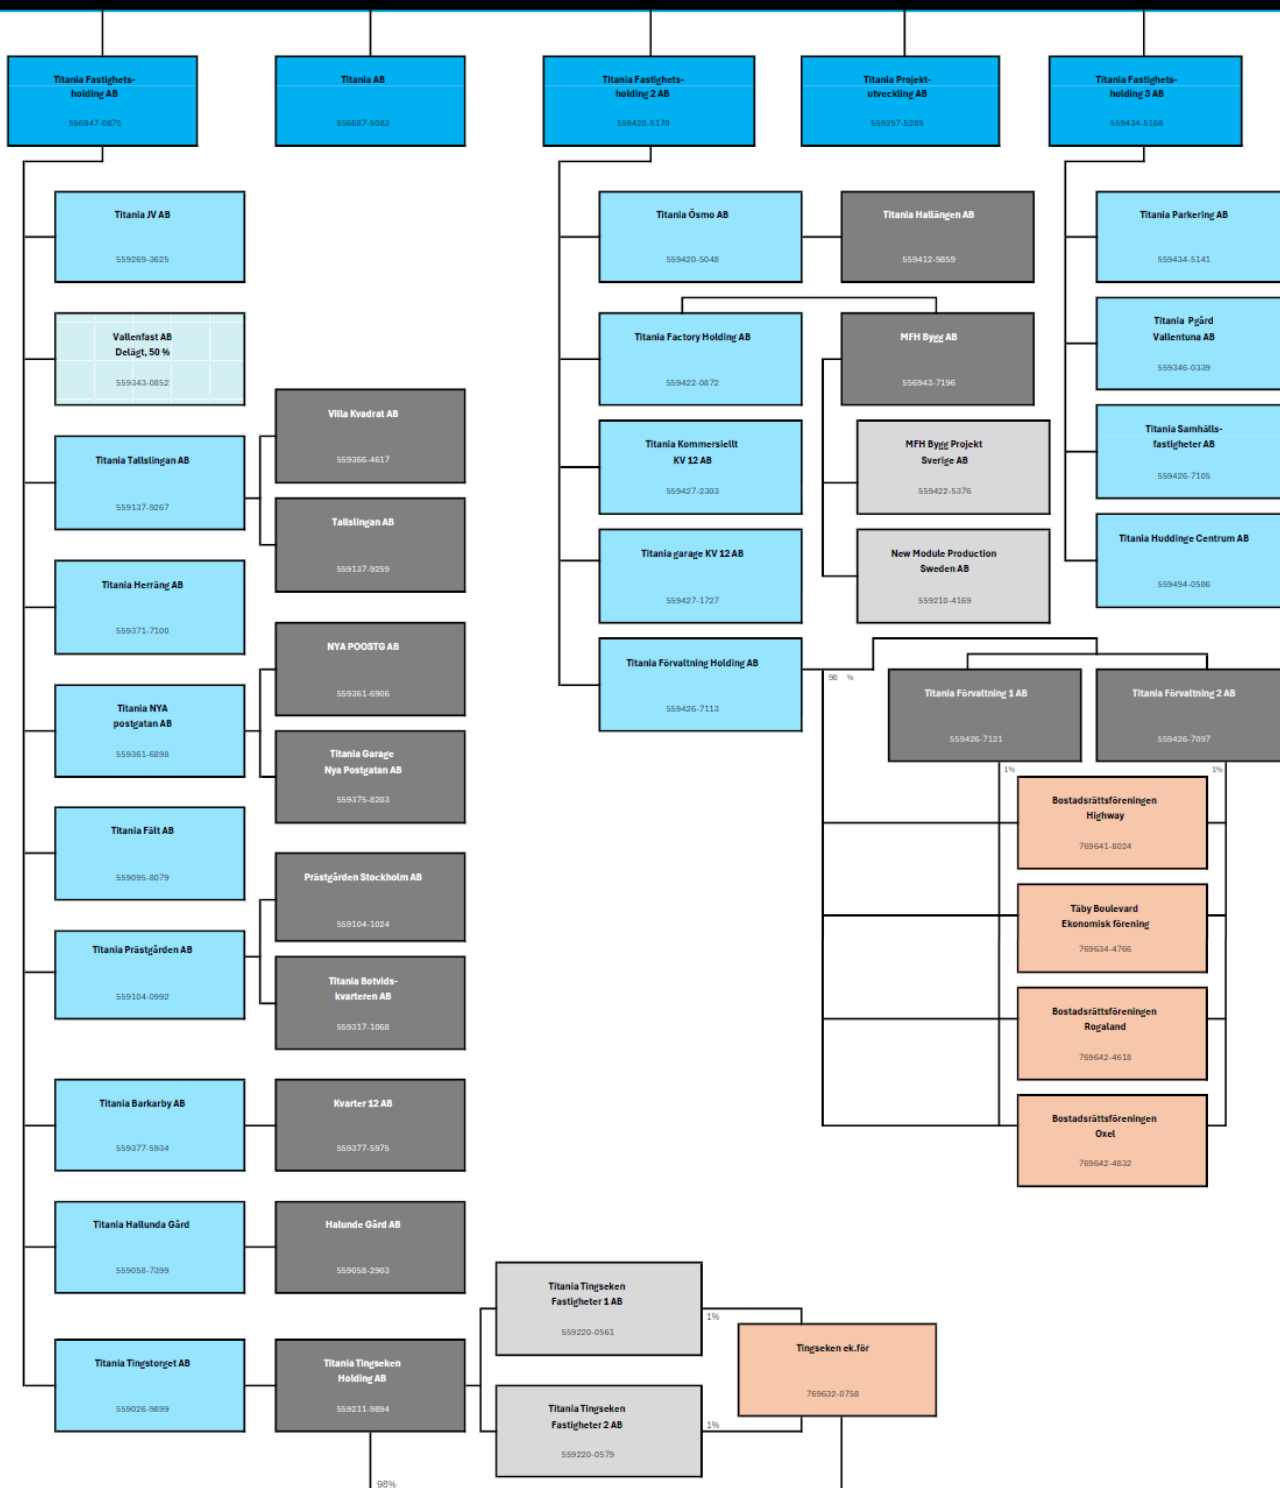 Titania Fastighets-
holding AB
556847-0875
Titania AB
556687-5083
Titania Fastighets-
holding 2 AB
559420-5170
Titania Projekt-
utveckling AB
559257-5285
Titania Fastighets-
holding 3 AB
559434-5166
Titania JV AB
559269-3625
Vallenfast AB
Delägt, 50 %
559343-0852
Titania Tallslingan AB
559137-9267
Villa Kvadrat AB
559366-4617
Tallslingan AB
559137-9259
Titania Herräng AB
559371-7100
Titania NYA
postgatan AB
559361-6898
NYA POOSTG AB
559361-6906
Titania Garage
Nya Postgatan AB
559375-8203
Titania Fält AB
559095-8079
Titania Prästgården AB
559104-0992
Prästgården Stockholm AB
559104-1024
Titania Botvids-
kvarteren AB
559317-1068
Titania Barkarby AB
559377-5934
Kvarter 12 AB
559377-5975
Titania Hallunda Gård
559058-7399
Halunde Gård AB
559058-2903
Titania Tingstorget AB
559026-9899
Titania Tingseken
Holding AB
559211-9894
98%
Titania Tingseken
Fastigheter 1 AB
559220-0561
1%
Titania Tingseken
Fastigheter 2 AB
559220-0579
1%
Tingseken ek.för
769632-0758
Titania Ösmo AB
559420-5048
Titania Hallängen AB
559412-9859
Titania Factory Holding AB
559422-0872
MFH Bygg AB
556943-7196
Titania Kommersiellt
KV 12 AB
559427-2303
MFH Bygg Projekt
Sverige AB
559422-5376
Titania garage KV 12 AB
559427-1727
New Module Production
Sweden AB
559210-4169
Titania Förvaltning Holding AB
559426-7113
98 %
Titania Förvaltning 1 AB
559426-7121
1%
Titania Förvaltning 2 AB
559426-7097
1%
Bostadsrättsföreningen
Highway
769641-8024
Täby Boulevard
Ekonomisk förening
769634-4766
Bostadsrättsföreningen
Rogaland
769642-4618
Bostadsrättsföreningen
Oxel
769642-4832
Titania Parkering AB
559434-5141
Titania Pgård
Vallentuna AB
559346-0339
Titania Samhälls-
fastigheter AB
559426-7105
Titania Huddinge Centrum AB
559494-0586